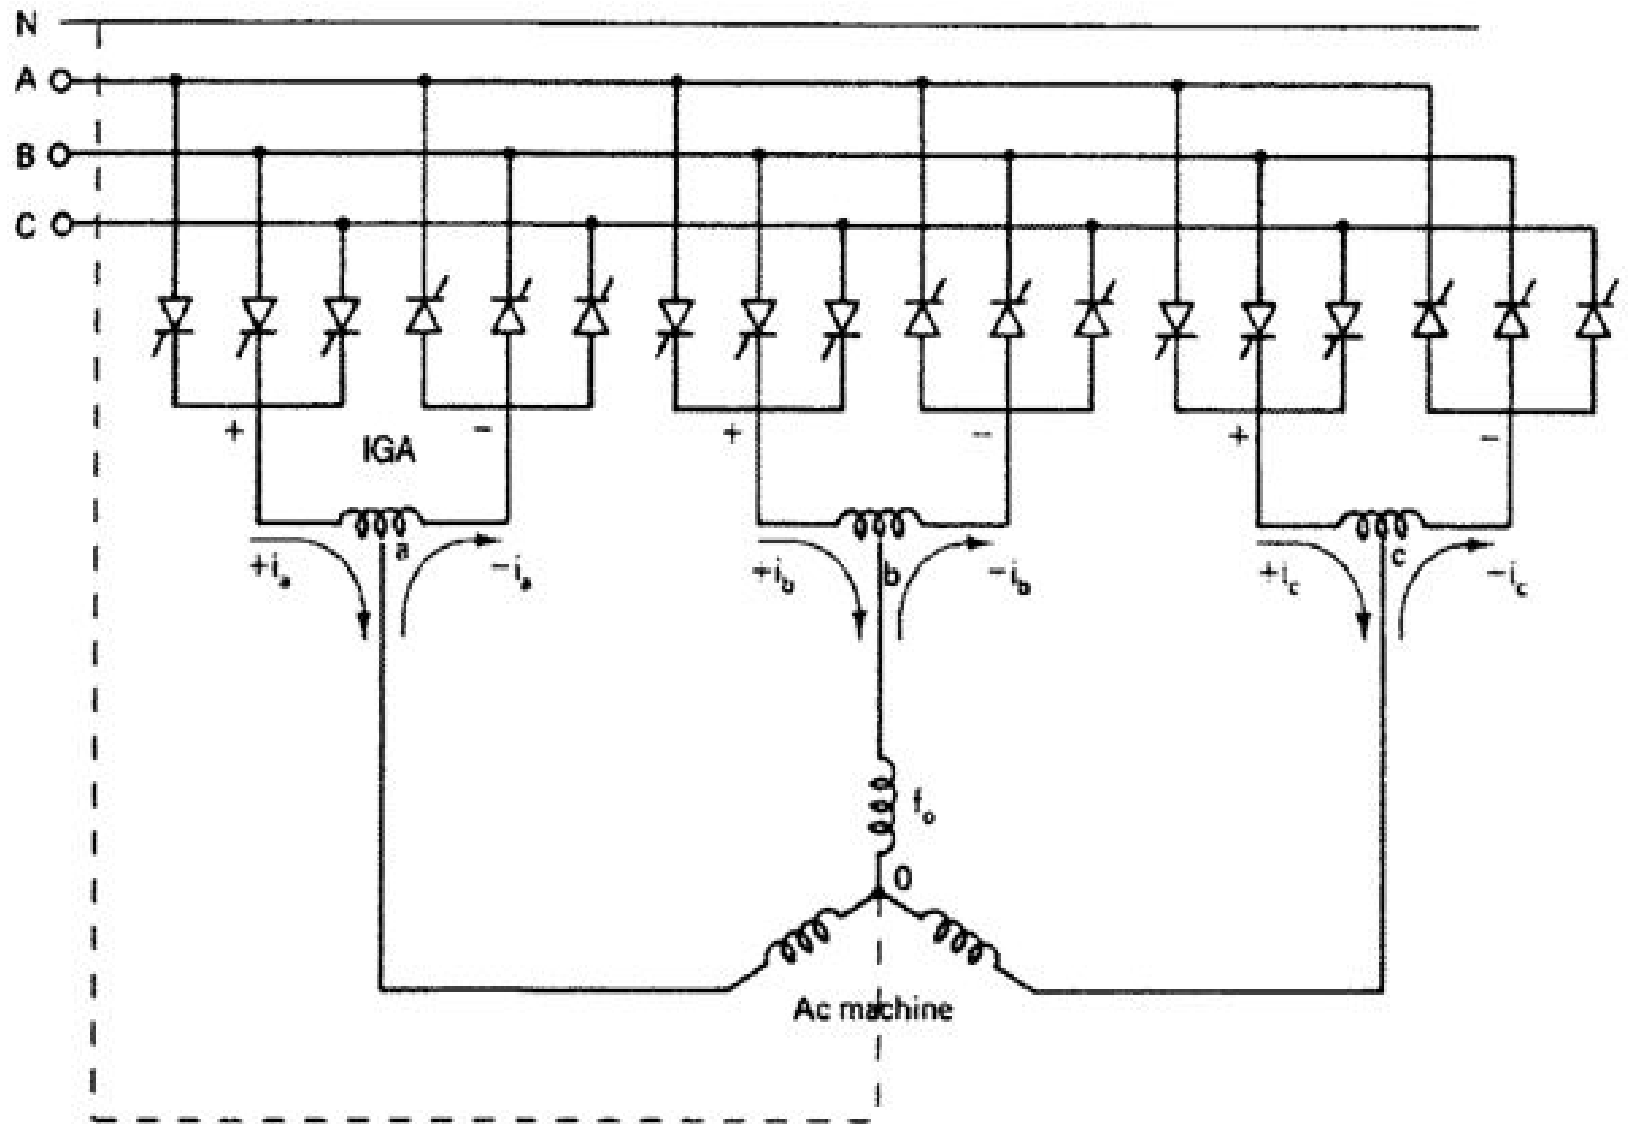 N
A
B
C
+ - + - + -
IGA
a b c
+iₐ -iₐ +i_b -i_b +i_c -i_c
f₀
0
Ac machine